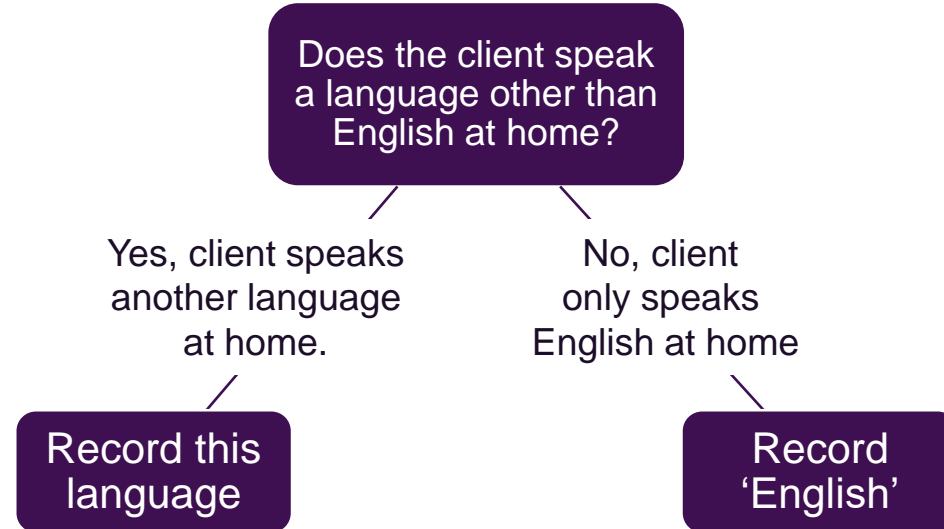 Does the client speak
a language other than
English at home?
Yes, client speaks
another language
at home.
No, client
only speaks
English at home
Record this
language
Record
‘English’